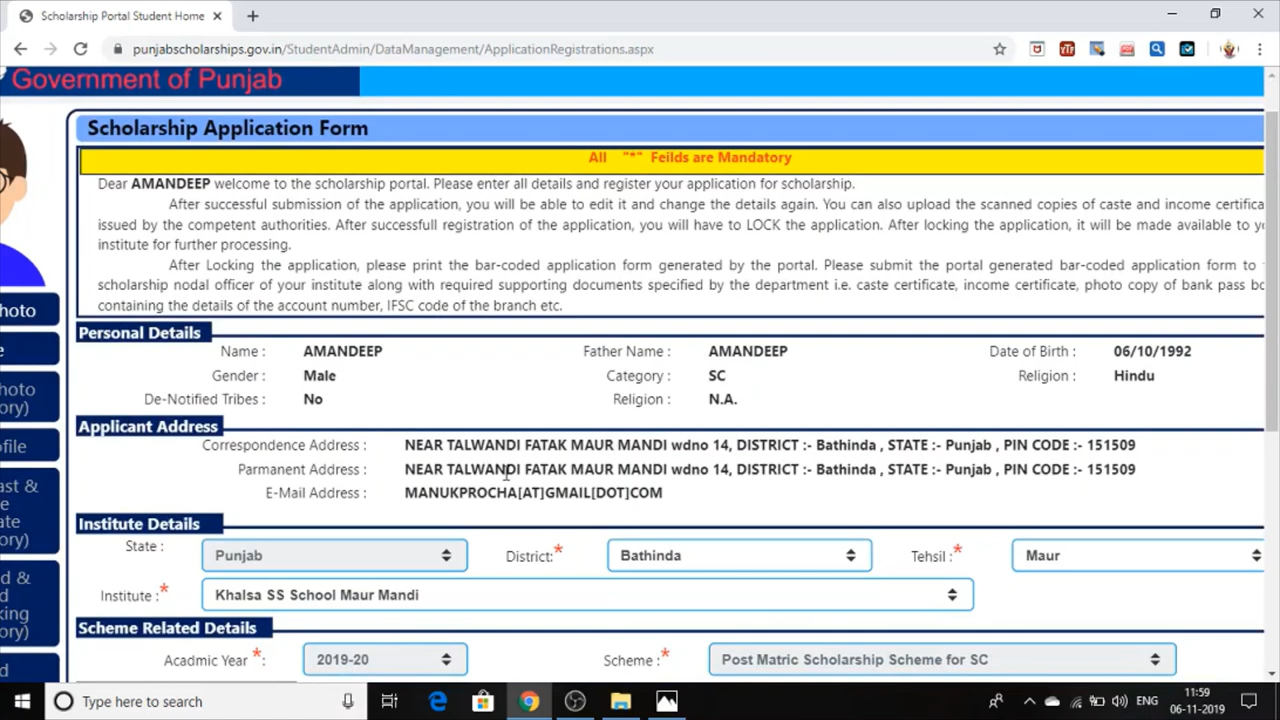 Scholarship Portal Student Home
punjabscholarships.gov.in/StudentAdmin/DataManagement/ApplicationRegistrations.aspx
Government of Punjab
Scholarship Application Form
All "*" Feilds are Mandatory
Dear AMANDEEP welcome to the scholarship portal. Please enter all details and register your application for scholarship.
After successful submission of the application, you will be able to edit it and change the details again. You can also upload the scanned copies of caste and income certifica
issued by the competent authorities. After successfull registration of the application, you will have to LOCK the application. After locking the application, it will be made available to y
institute for further processing.
After Locking the application, please print the bar-coded application form generated by the portal. Please submit the portal generated bar-coded application form to
scholarship nodal officer of your institute along with required supporting documents specified by the department i.e. caste certificate, income certificate, photo copy of bank pass bo
containing the details of the account number, IFSC code of the branch etc.
hoto
Personal Details
e
Name : AMANDEEP Father Name : AMANDEEP Date of Birth : 06/10/1992
Gender : Male Category : SC Religion : Hindu
hoto
De-Notified Tribes : No Religion : N.A.
ory)
Applicant Address
ofile
Correspondence Address : NEAR TALWANDI FATAK MAUR MANDI wdno 14, DISTRICT :- Bathinda , STATE :- Punjab , PIN CODE :- 151509
Parmanent Address : NEAR TALWANDI FATAK MAUR MANDI wdno 14, DISTRICT :- Bathinda , STATE :- Punjab , PIN CODE :- 151509
ast &
E-Mail Address : MANUKPROCHA[AT]GMAIL[DOT]COM
e
ate
Institute Details
ory)
State : Punjab District:* Bathinda Tehsil :* Maur
d &
d
Institute :* Khalsa SS School Maur Mandi
king
Scheme Related Details
ory)
Acadmic Year *: 2019-20 Scheme :* Post Matric Scholarship Scheme for SC
d
Type here to search
ENG
11:59
06-11-2019